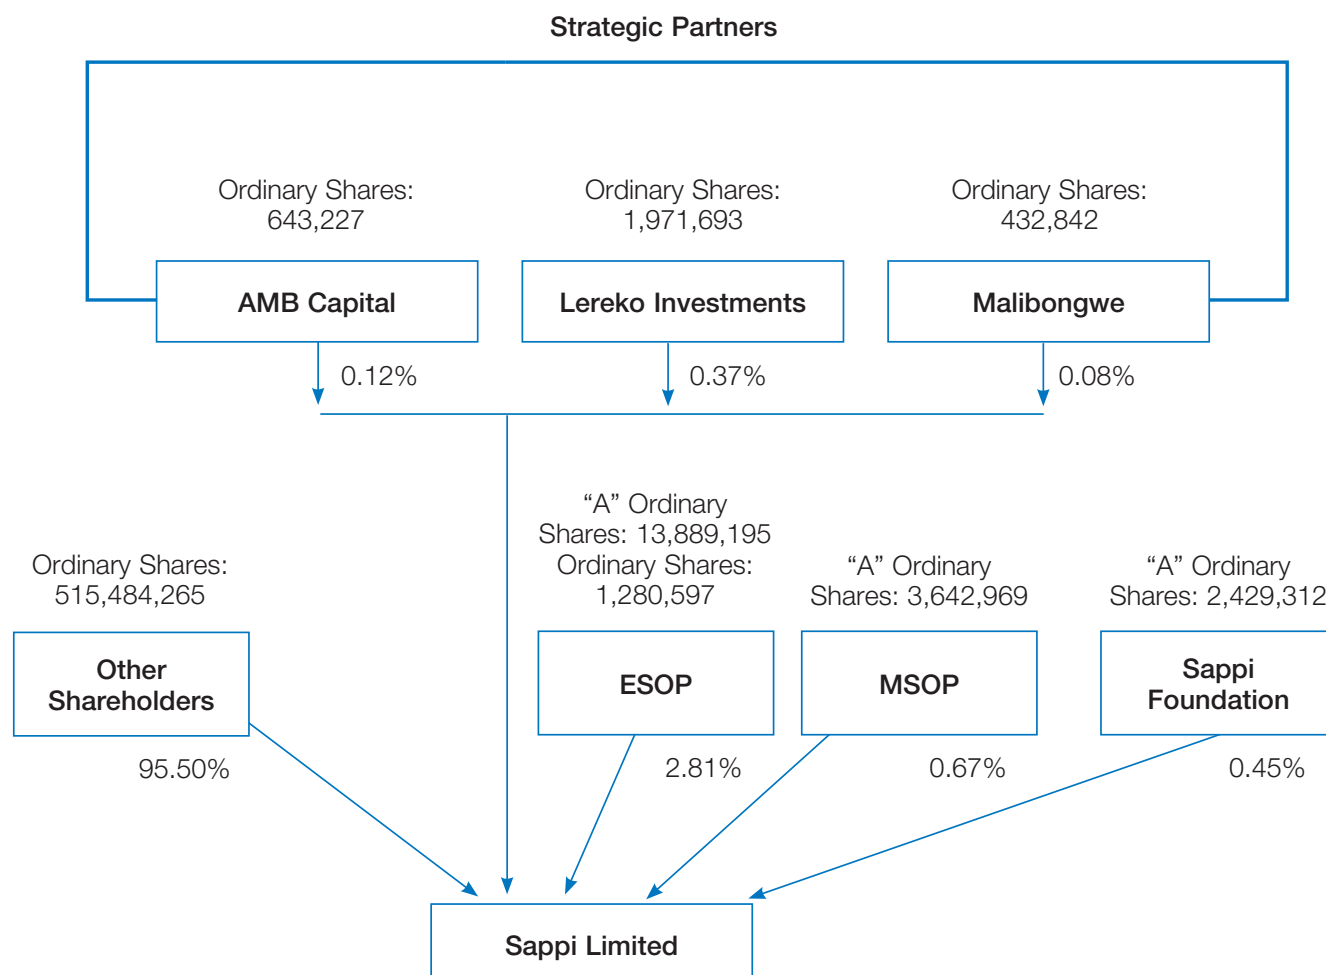 Strategic Partners
Ordinary Shares:
643,227
Ordinary Shares:
1,971,693
Ordinary Shares:
432,842
AMB Capital
Lereko Investments
Malibongwe
0.12%
0.37%
0.08%
Ordinary Shares:
515,484,265
“A” Ordinary
Shares: 13,889,195
Ordinary Shares:
1,280,597
“A” Ordinary
Shares: 3,642,969
“A” Ordinary
Shares: 2,429,312
Other
Shareholders
ESOP
MSOP
Sappi
Foundation
95.50%
2.81%
0.67%
0.45%
Sappi Limited